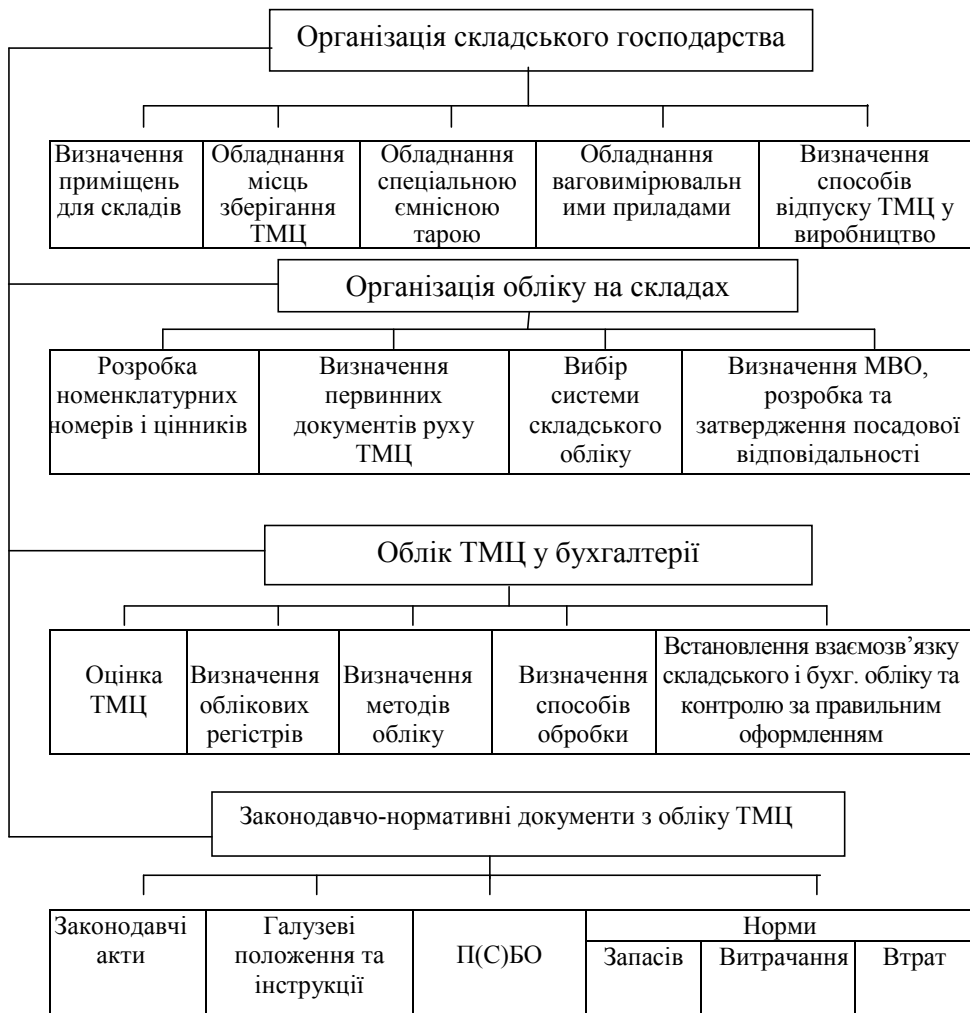 Організація складського господарства
Визначення
приміщень
для складів
Обладнання
місць
зберігання
ТМЦ
Обладнання
спеціальною
ємнісною
тарою
Обладнання
ваговимірювальн
ими приладами
Визначення
способів
відпуску ТМЦ у
виробництво
Організація обліку на складах
Розробка
номенклатурних
номерів і цінників
Визначення
первинних
документів руху
ТМЦ
Вибір
системи
складського
обліку
Визначення МВО,
розробка та
затвердження посадової
відповідальності
Облік ТМЦ у бухгалтерії
Оцінка
ТМЦ
Визначення
облікових
регістрів
Визначення
методів
обліку
Визначення
способів
обробки
Встановлення взаємозв’язку
складського і бухг. обліку та
контролю за правильним
оформленням
Законодавчо-нормативні документи з обліку ТМЦ
Законодавчі
акти
Галузеві
положення та
інструкції
П(С)БО
Норми
Запасів
Витрачання
Втрат